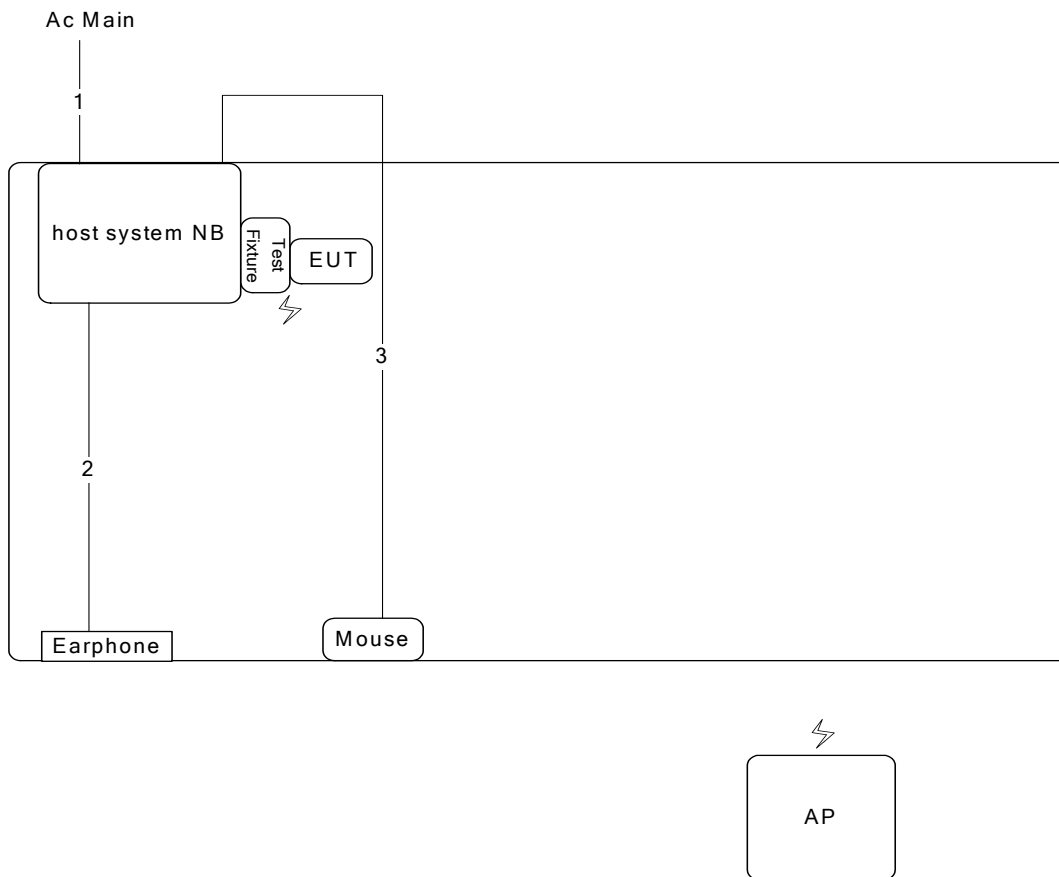 Ac Main
1
host system NB
Test
Fixture
EUT
3
2
Earphone
Mouse
AP